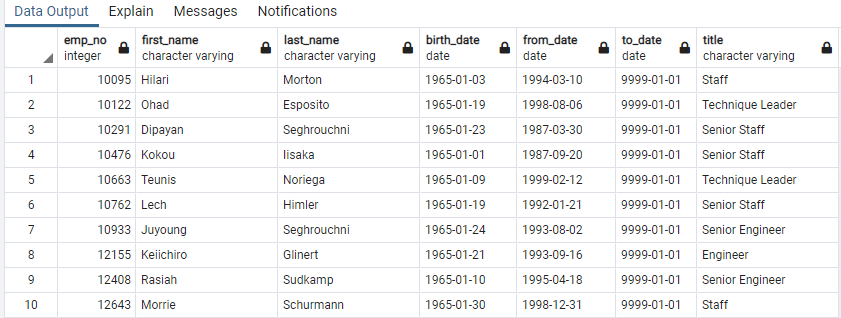 Data Output Explain Messages Notifications
emp_no first_name last_name birth_date from_date to_date title
integer character varying character varying date date date character varying
1 10095 Hilari Morton 1965-01-03 1994-03-10 9999-01-01 Staff
2 10122 Ohad Esposito 1965-01-19 1998-08-06 9999-01-01 Technique Leader
3 10291 Dipayan Seghrouchni 1965-01-23 1987-03-30 9999-01-01 Senior Staff
4 10476 Kokou Iisaka 1965-01-01 1987-09-20 9999-01-01 Senior Staff
5 10663 Teunis Noriega 1965-01-09 1999-02-12 9999-01-01 Technique Leader
6 10762 Lech Himler 1965-01-19 1992-01-21 9999-01-01 Senior Staff
7 10933 Juyoung Seghrouchni 1965-01-24 1993-08-02 9999-01-01 Senior Engineer
8 12155 Keiichiro Glinert 1965-01-21 1993-09-16 9999-01-01 Engineer
9 12408 Rasiah Sudkamp 1965-01-10 1995-04-18 9999-01-01 Senior Engineer
10 12643 Morrie Schurmann 1965-01-30 1998-12-31 9999-01-01 Staff